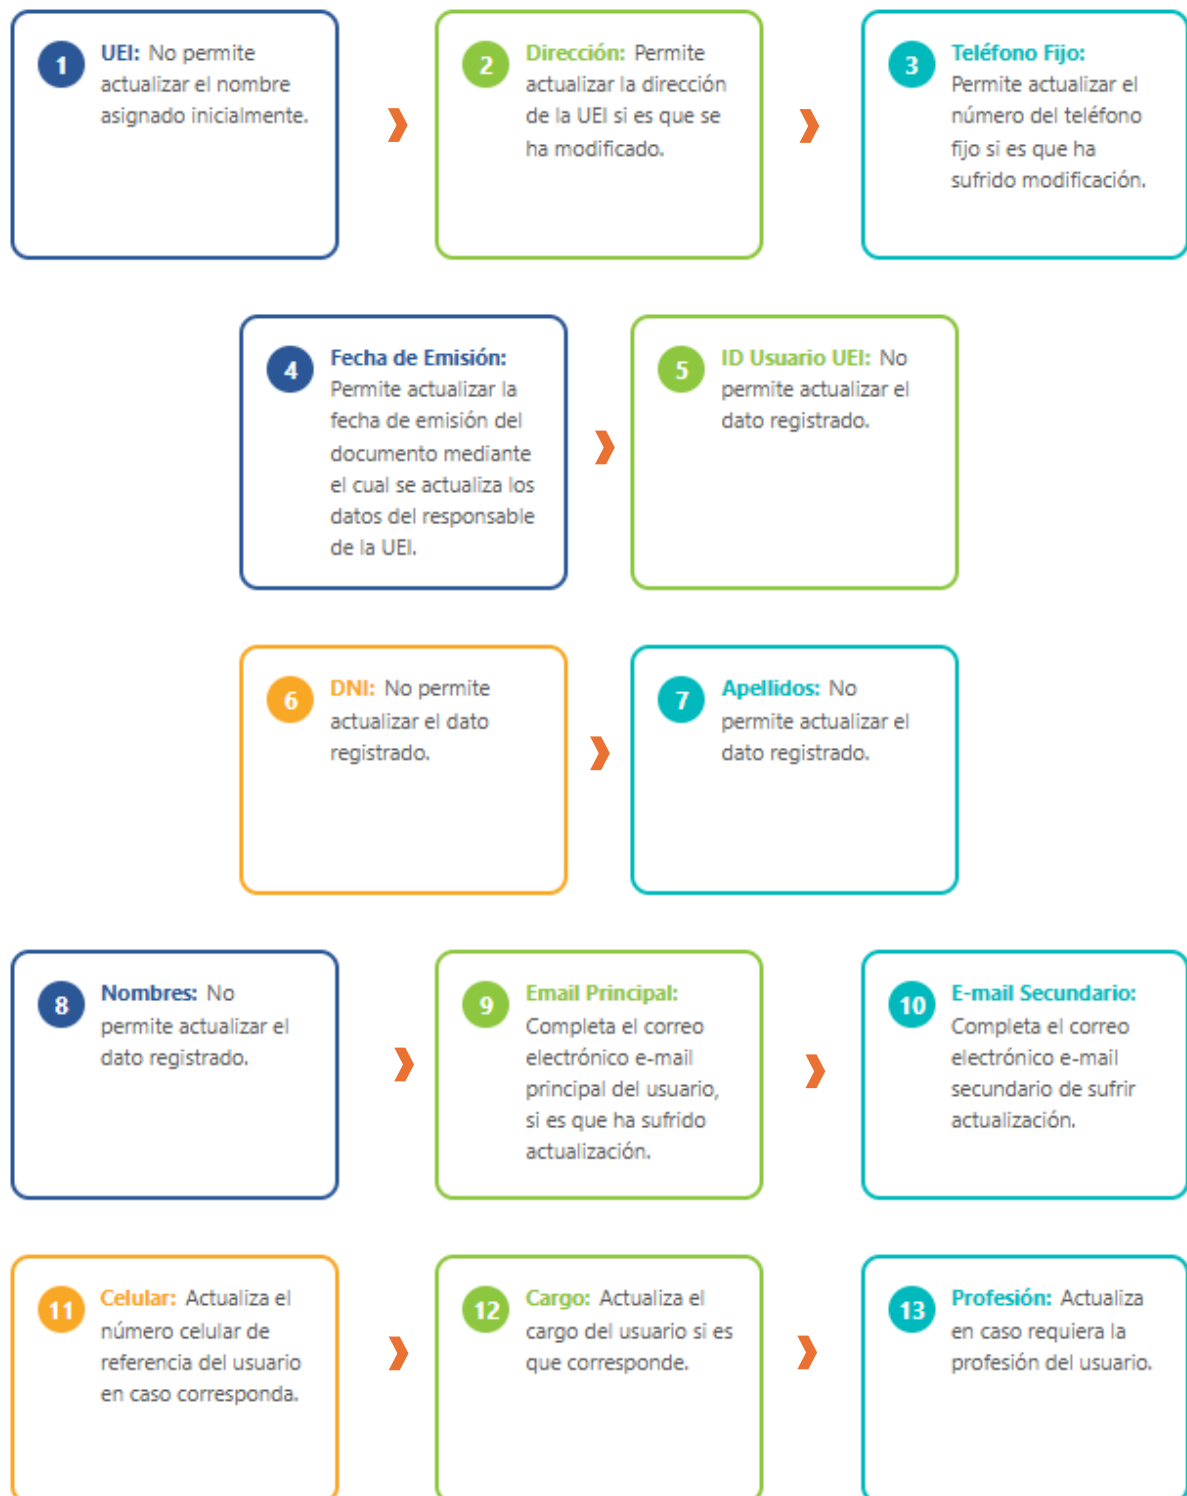 1
UEI: No permite
actualizar el nombre
asignado inicialmente.
2
Dirección: Permite
actualizar la dirección
de la UEI si es que se
ha modificado.
3
Teléfono Fijo:
Permite actualizar el
número del teléfono
fijo si es que ha
sufrido modificación.
4
Fecha de Emisión:
Permite actualizar la
fecha de emisión del
documento mediante
el cual se actualiza los
datos del responsable
de la UEI.
5
ID Usuario UEI: No
permite actualizar el
dato registrado.
6
DNI: No permite
actualizar el dato
registrado.
7
Apellidos: No
permite actualizar el
dato registrado.
8
Nombres: No
permite actualizar el
dato registrado.
9
Email Principal:
Completa el correo
electrónico e-mail
principal del usuario,
si es que ha sufrido
actualización.
10
E-mail Secundario:
Completa el correo
electrónico e-mail
secundario de sufrir
actualización.
11
Celular: Actualiza el
número celular de
referencia del usuario
en caso corresponda.
12
Cargo: Actualiza el
cargo del usuario si es
que corresponde.
13
Profesión: Actualiza
en caso requiera la
profesión del usuario.